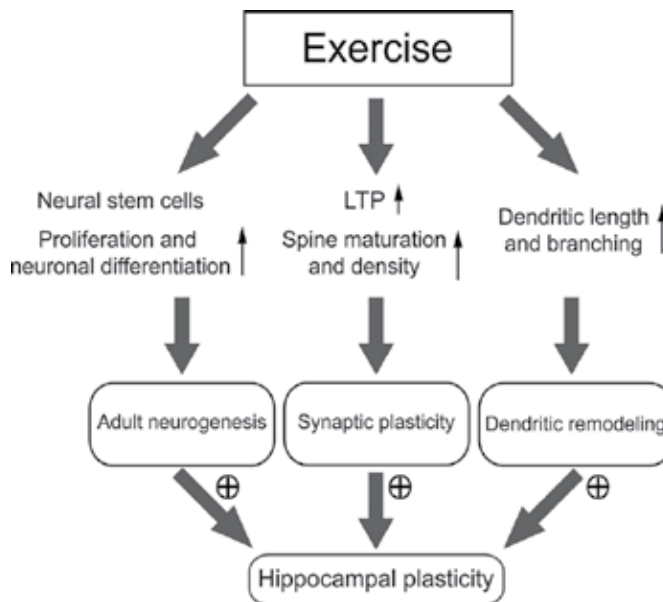 Exercise
Neural stem cells
Proliferation and
neuronal differentiation
LTP
Spine maturation
and density
Dendritic length
and branching
Adult neurogenesis
Synaptic plasticity
Dendritic remodeling
Hippocampal plasticity